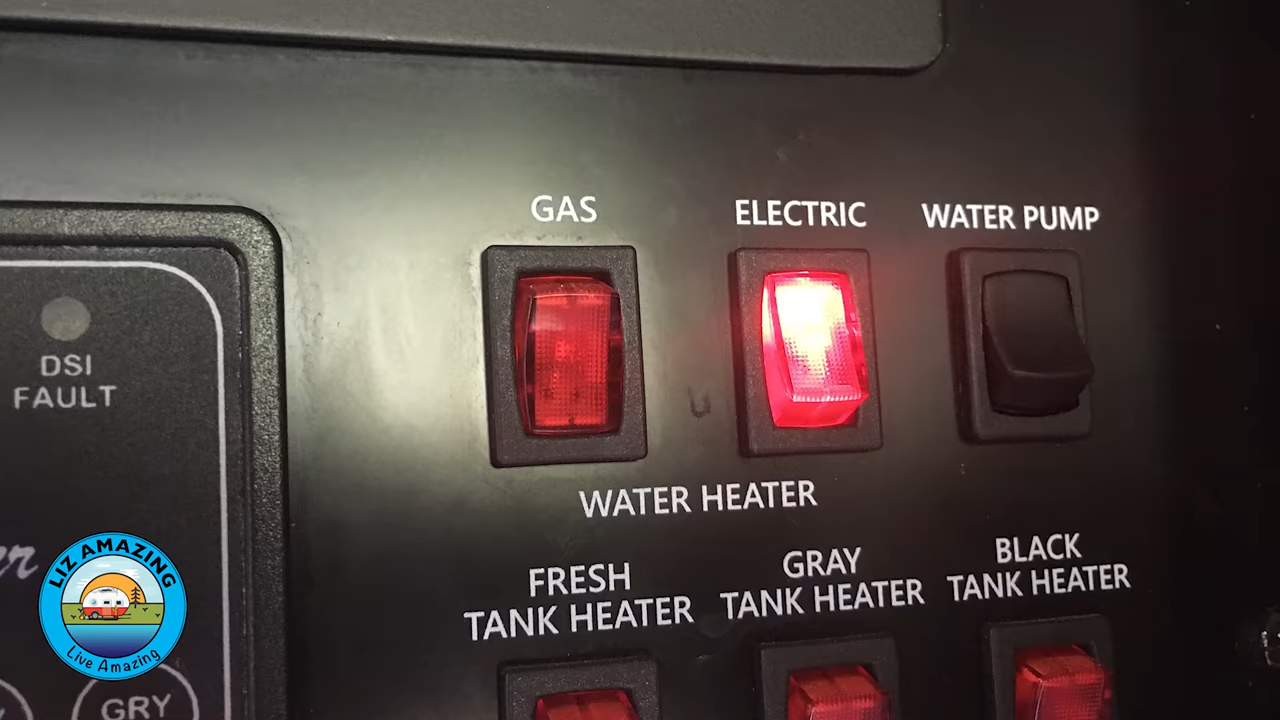 GAS
ELECTRIC
WATER PUMP
DSI
FAULT
WATER HEATER
FRESH
TANK HEATER
GRAY
TANK HEATER
BLACK
TANK HEATER
LIZ AMAZING
Live Amazing
GRY